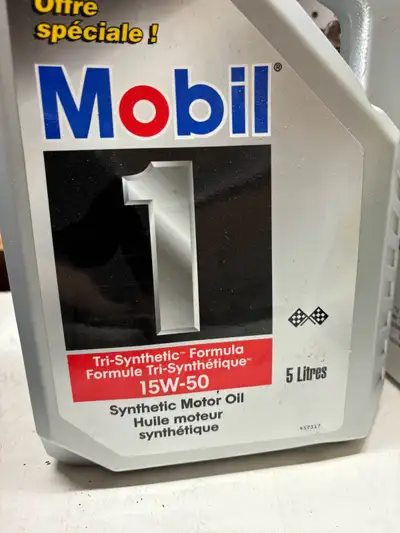 Offre
spéciale !
Mobil®
1
Tri-Synthetic™ Formula
Formule Tri-Synthétique™
15W-50
5 Litres
Synthetic Motor Oil
Huile moteur
synthétique